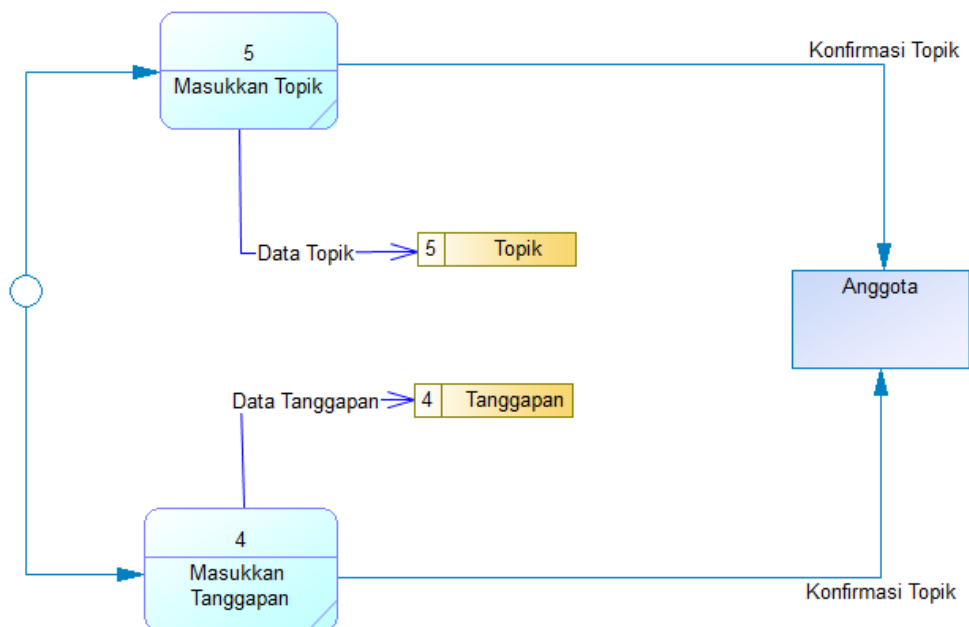 5
Masukkan Topik
Konfirmasi Topik
Data Topik
5 Topik
Anggota
Data Tanggapan
4 Tanggapan
4
Masukkan
Tanggapan
Konfirmasi Topik